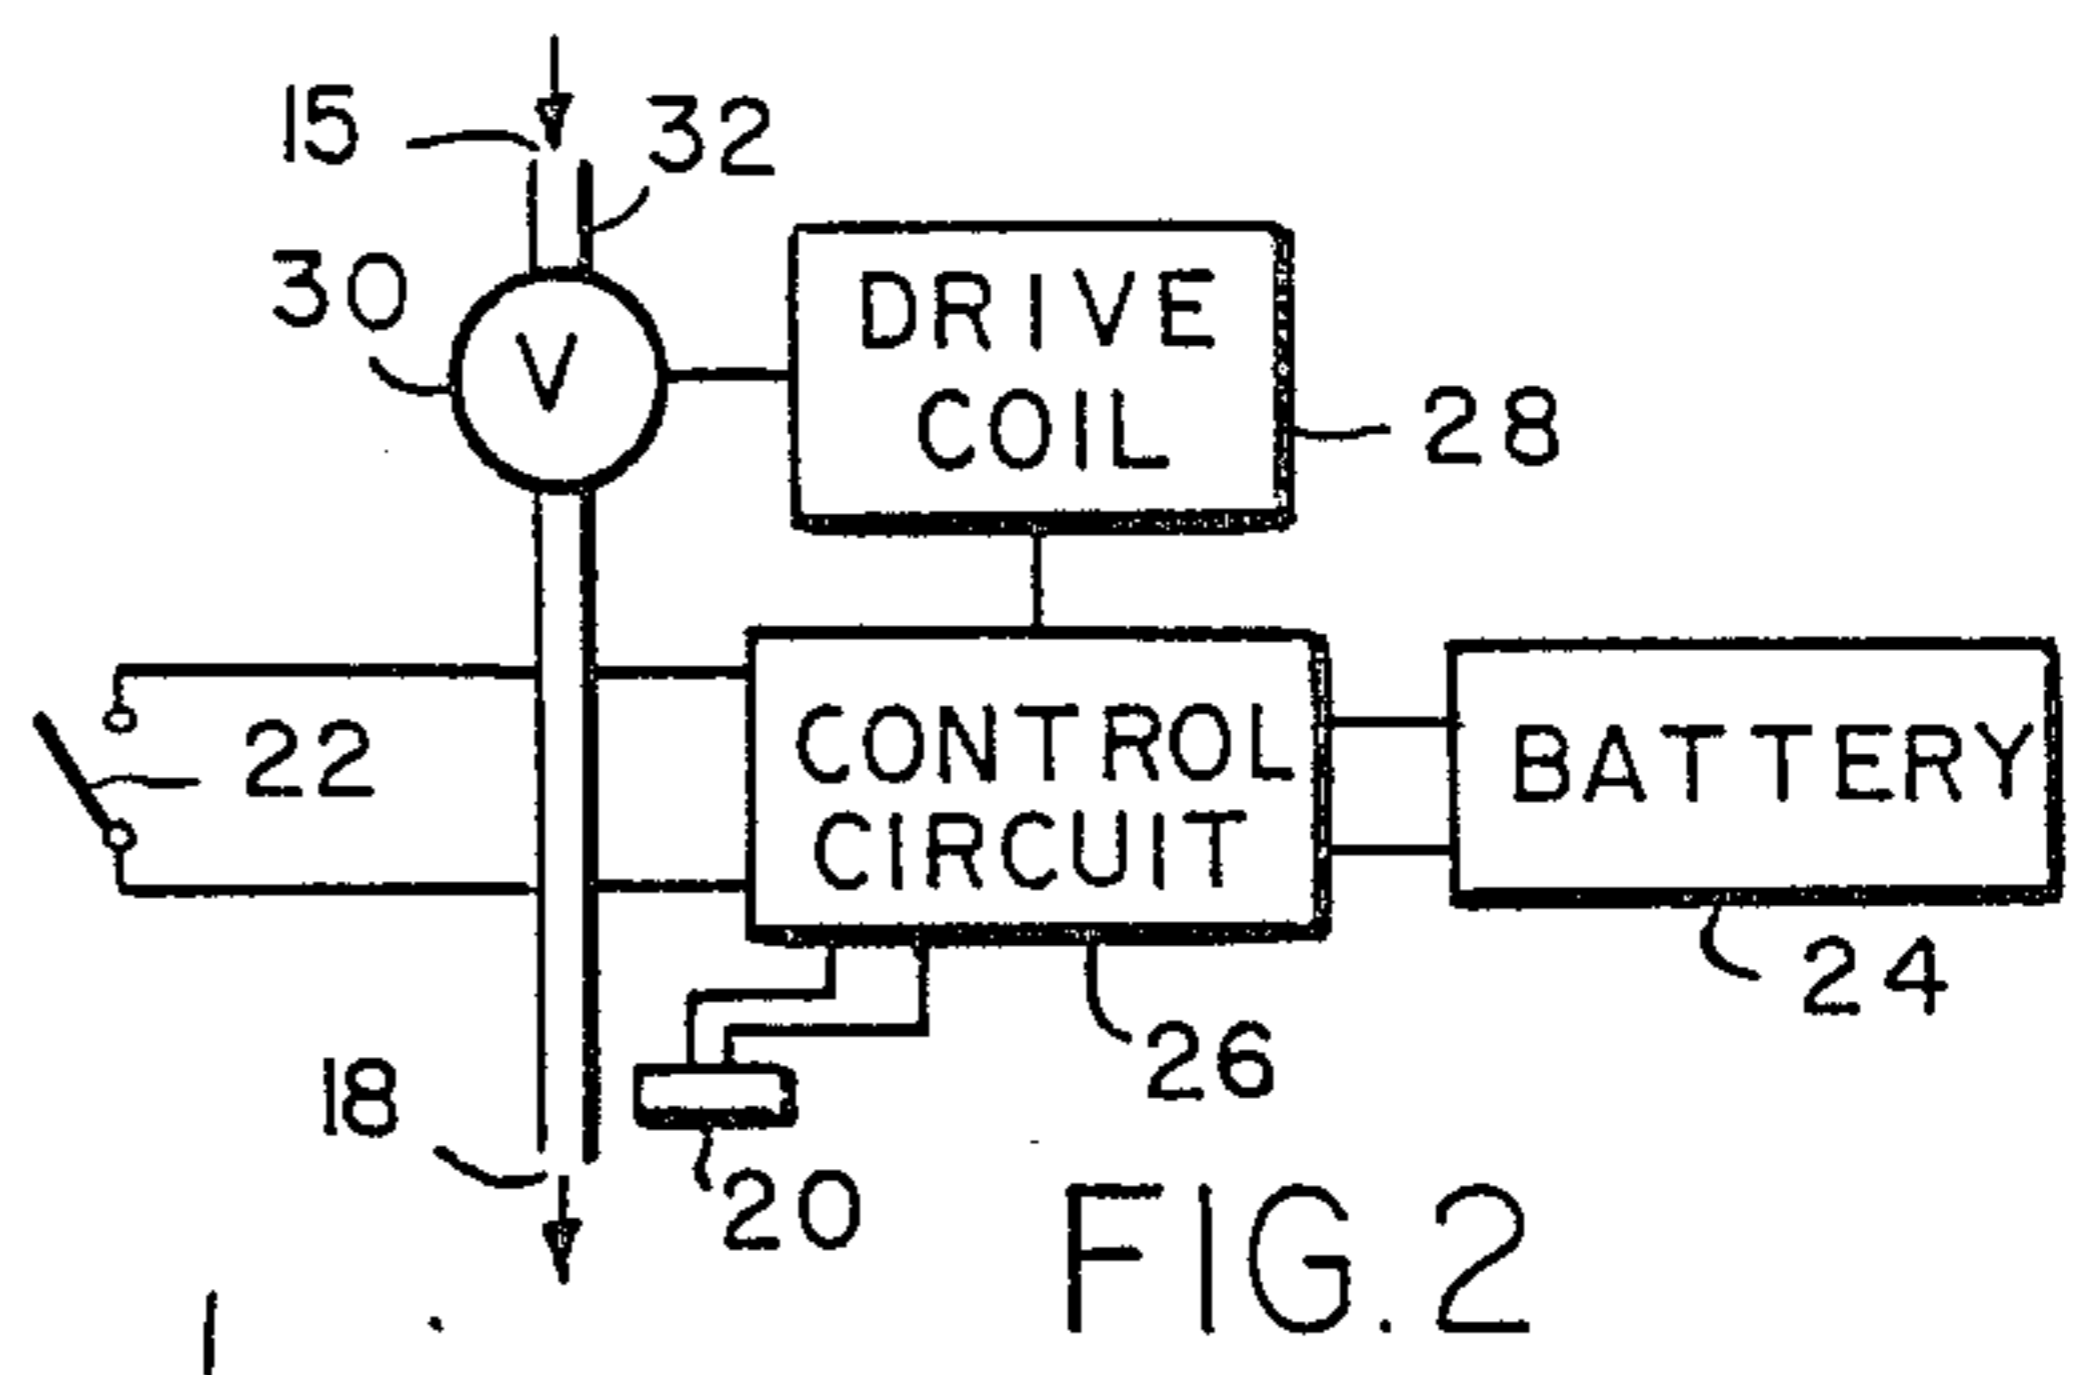 15
32
30
V
DRIVE
COIL
28
22
CONTROL
CIRCUIT
BATTERY
24
26
18
20
FIG.2